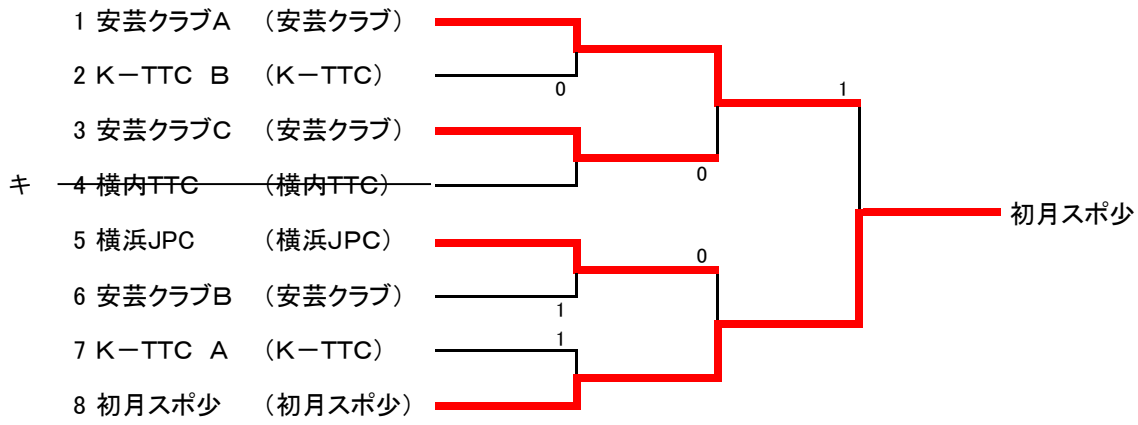 1 安芸クラブA (安芸クラブ)
2 K－TTC B (K－TTC)
0
1
3 安芸クラブC (安芸クラブ)
0
キ 4 横内TTC (横内TTC)
初月スポ少
5 横浜JPC (横浜JPC)
0
6 安芸クラブB (安芸クラブ)
1
1
7 K－TTC A (K－TTC)
8 初月スポ少 (初月スポ少)